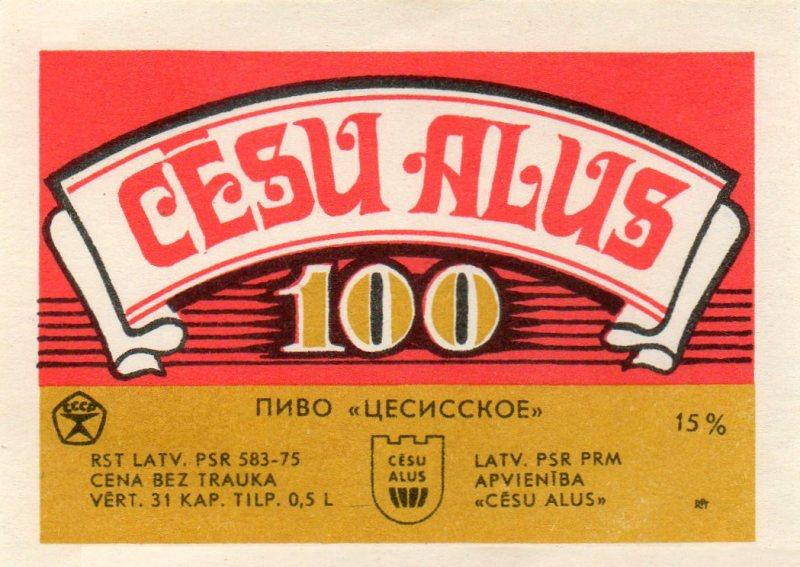 CĒSU ALUS
100
ПИВО «ЦЕСИССКОЕ»
СССР
15%
RST LATV. PSR 583-75
CENA BEZ TRAUKA
VĒRT. 31 KAP. TILP. 0,5 L
CĒSU
ALUS
LATV. PSR PRM
APVIENĪBA
«CĒSU ALUS»